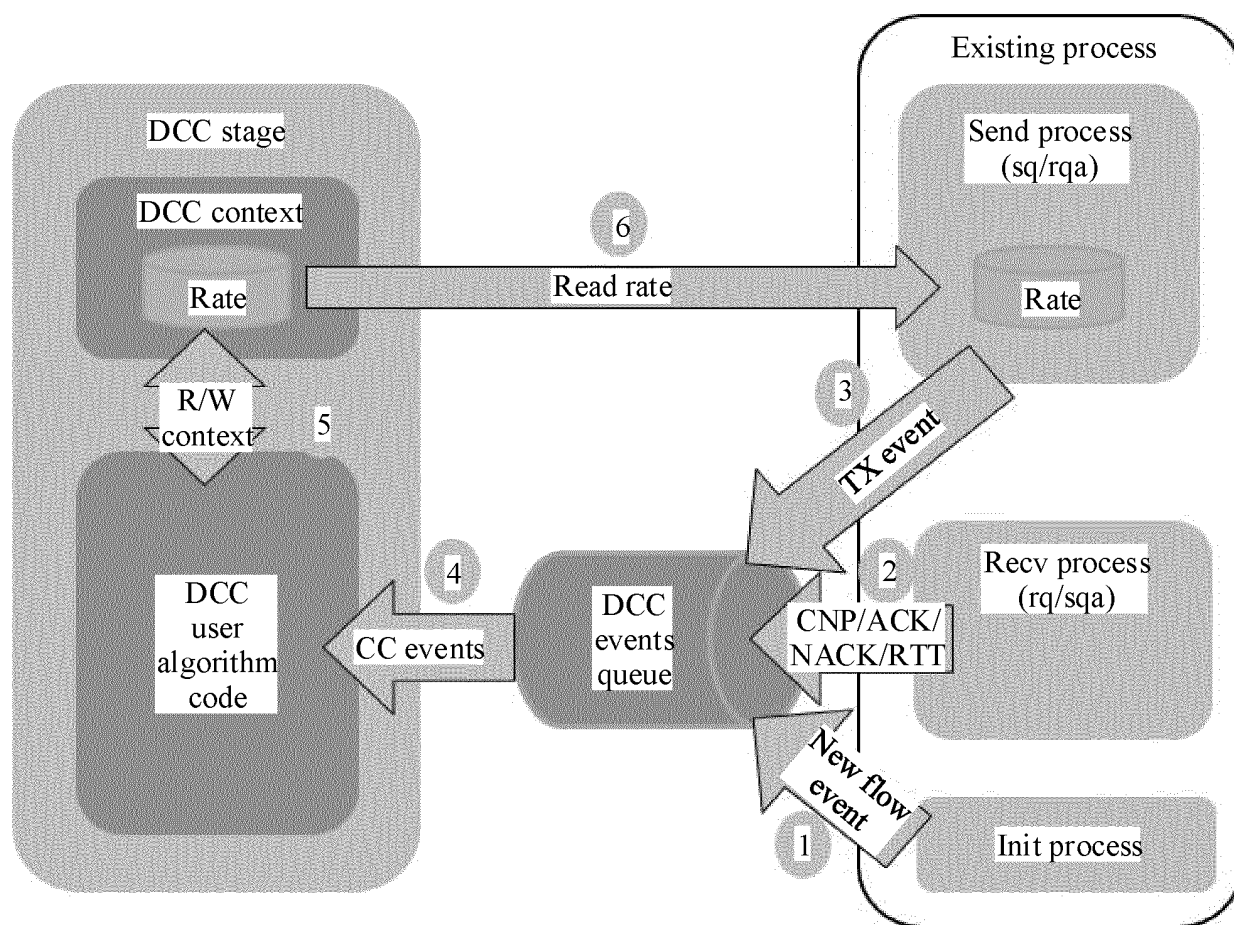 Existing process
DCC stage
DCC context
Rate
R/W
context
5
DCC
user
algorithm
code
6
Read rate
Send process
(sq/rqa)
Rate
3
TX event
4
CC events
DCC
events
queue
2
CNP/ACK/
NACK/RTT
Recv process
(rq/sqa)
New flow
event
1
Init process